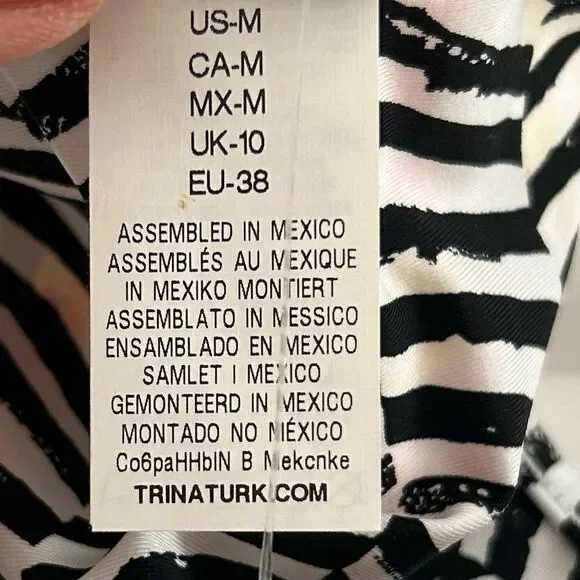 US-M
CA-M
MX-M
UK-10
EU-38
ASSEMBLED IN MEXICO
ASSEMBLÉS AU MEXIQUE
IN MEXIKO MONTIERT
ASSEMBLATO IN MESSICO
ENSAMBLADO EN MEXICO
SAMLET I MEXICO
GEMONTEERD IN MEXICO
MONTADO NO MÉXICO
Co6paHHbIN B Mekcnke
TRINATURK.COM